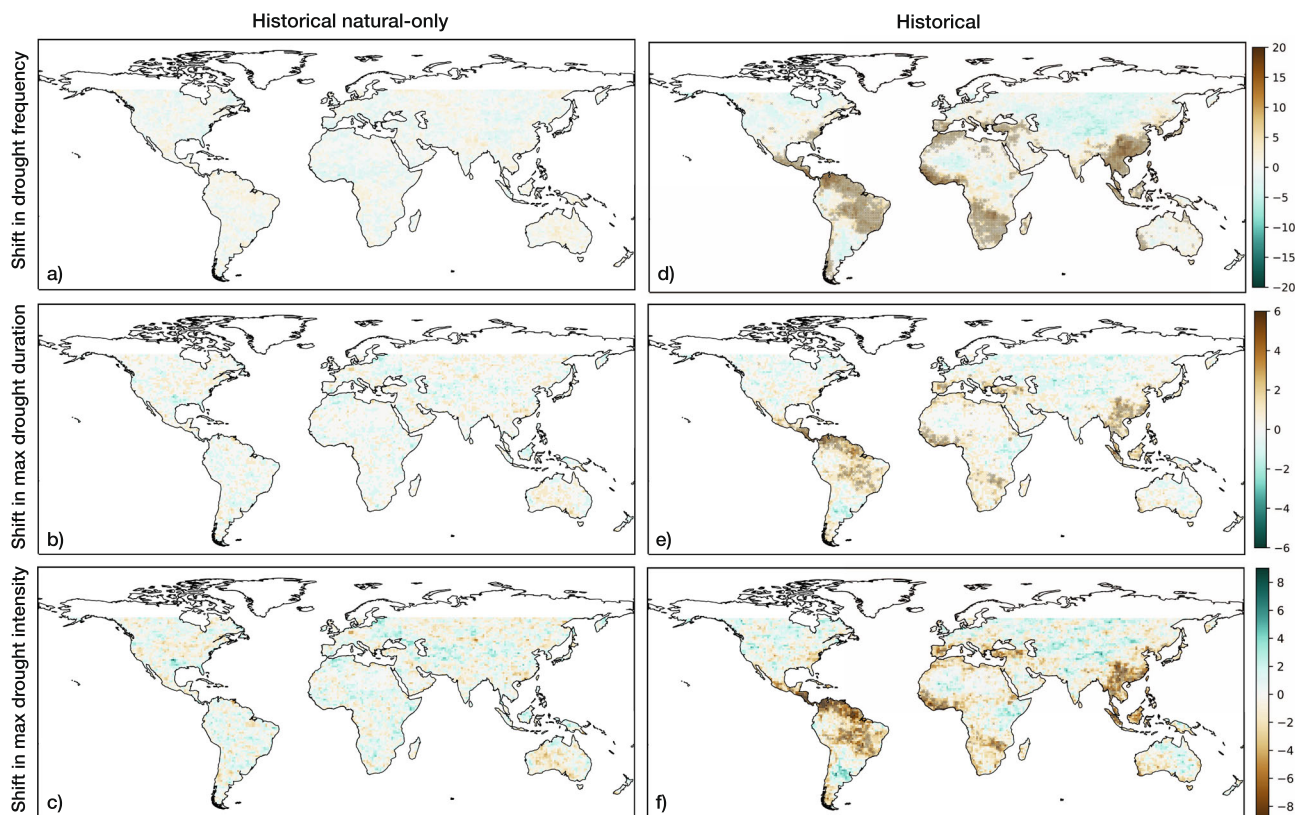 Historical natural-only
Historical
Shift in drought frequency
a)
d)
20
15
10
5
0
−5
−10
−15
−20
Shift in max drought duration
b)
e)
6
4
2
0
−2
−4
−6
Shift in max drought intensity
c)
f)
8
6
4
2
0
−2
−4
−6
−8